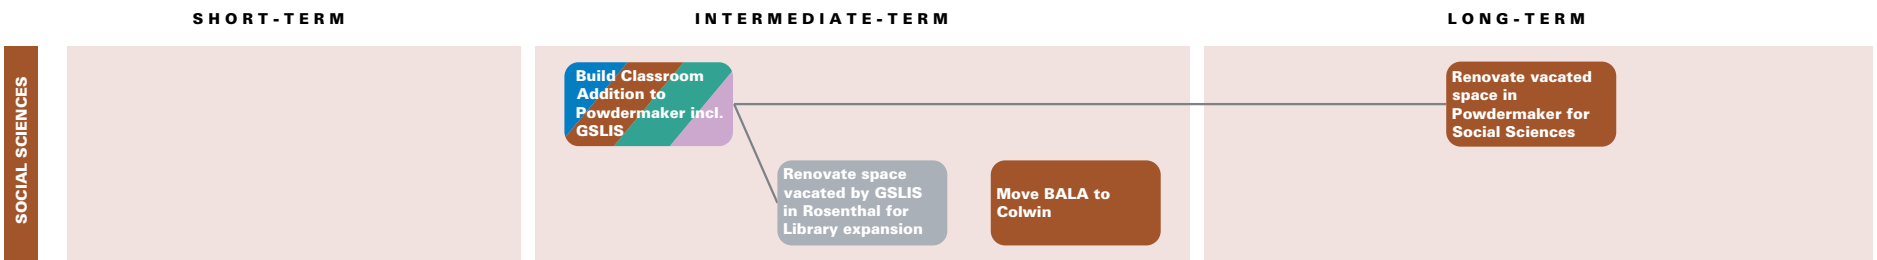 SHORT-TERM
INTERMEDIATE-TERM
LONG-TERM
SOCIAL SCIENCES
Build Classroom
Addition to
Powdermaker incl.
GSLIS
Renovate space
vacated by GSLIS
in Rosenthal for
Library expansion
Move BALA to
Colwin
Renovate vacated
space in
Powdermaker for
Social Sciences